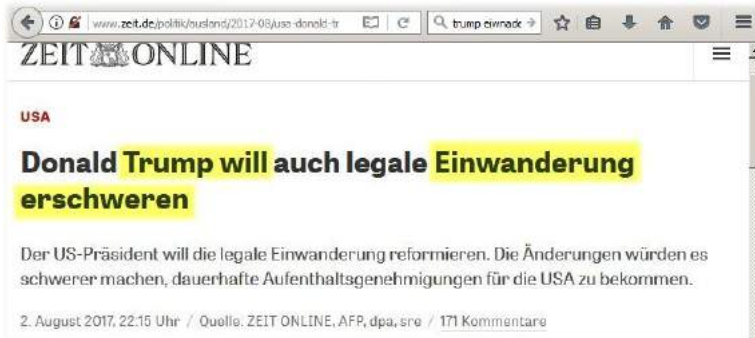 www.zeit.de/politik/ausland/2017-08/usa-donald-tr
trump eiwnade
ZEIT ONLINE
USA
Donald Trump will auch legale Einwanderung
erschweren
Der US-Präsident will die legale Einwanderung reformieren. Die Änderungen würden es
schwerer machen, dauerhafte Aufenthaltsgenehmigungen für die USA zu bekommen.
2. August 2017, 22:15 Uhr / Quelle: ZEIT ONLINE, AFP, dpa, sre / 171 Kommentare